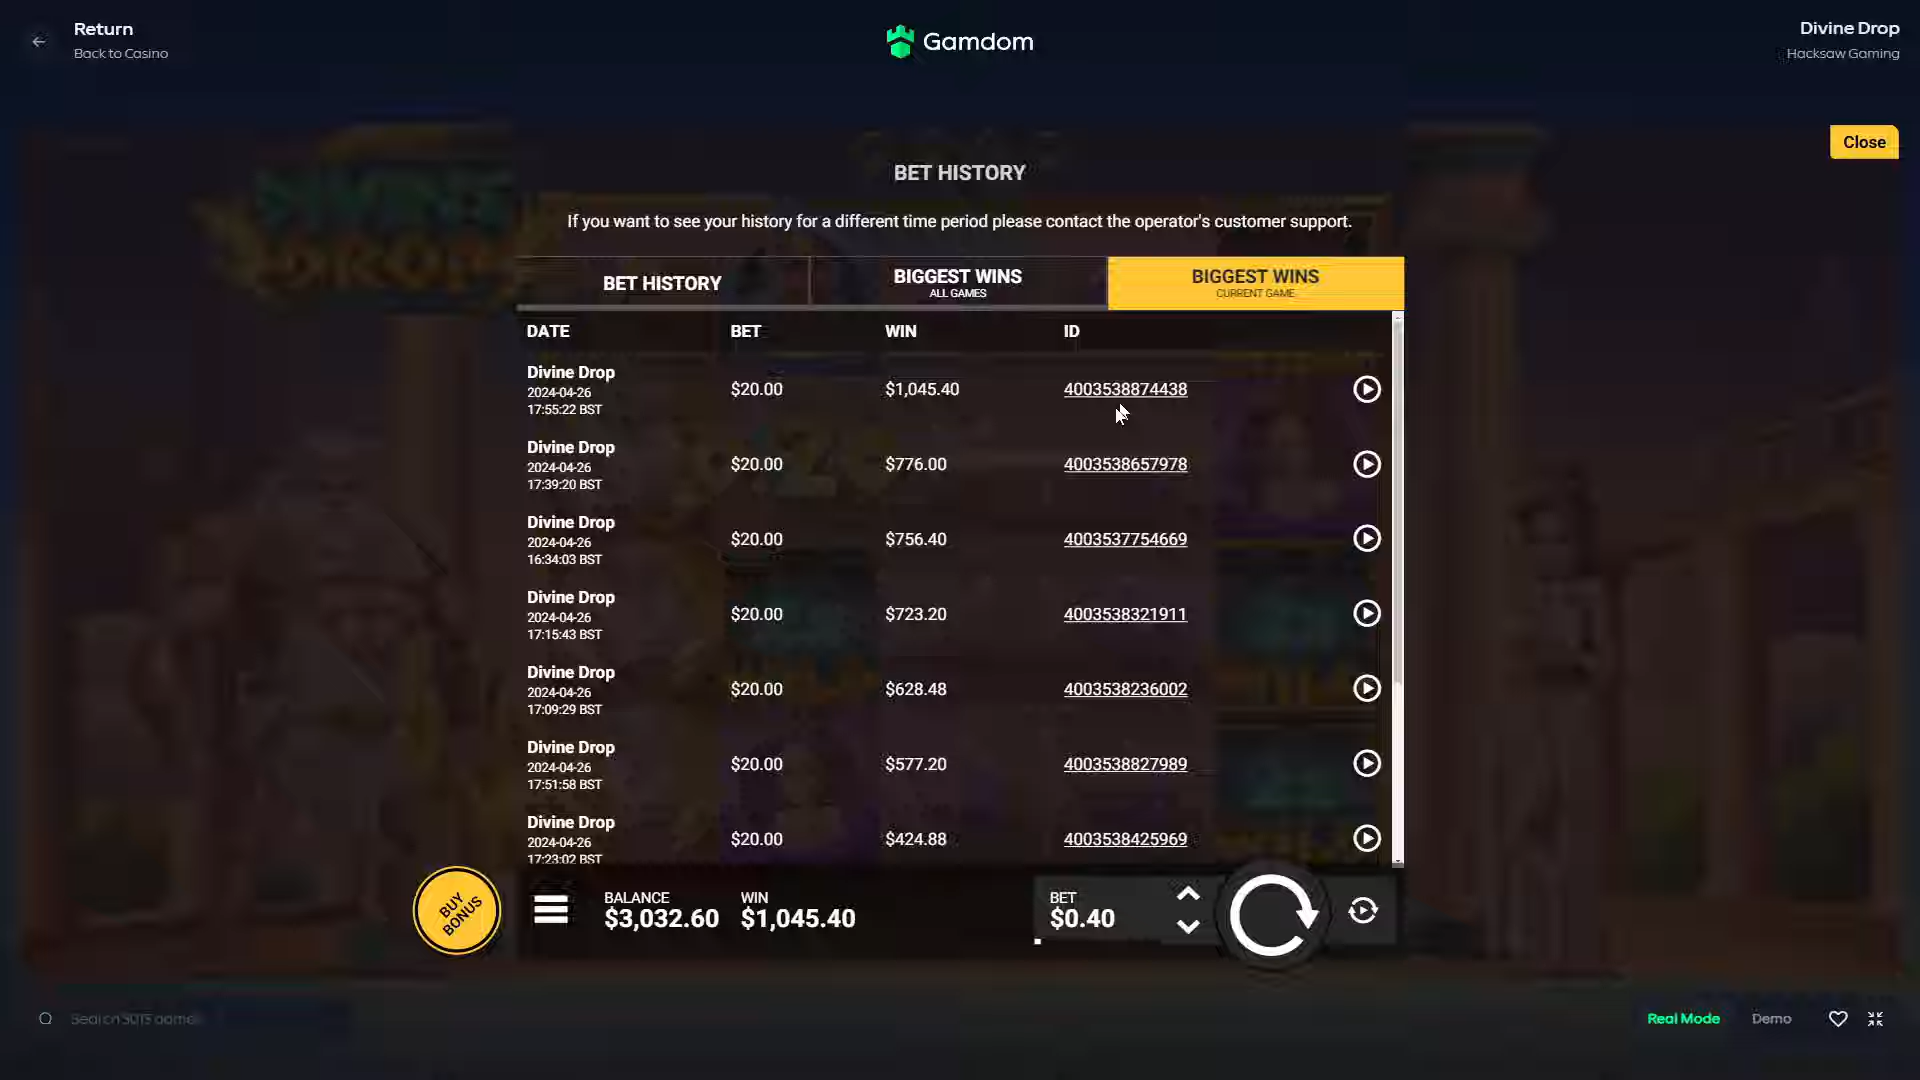 Return
Back to Casino
Gamdom
Divine Drop
Hacksaw Gaming
Close
BET HISTORY
If you want to see your history for a different time period please contact the operator's customer support.
BET HISTORY
BIGGEST WINS
ALL GAMES
BIGGEST WINS
CURRENT GAME
DATE BET WIN ID
Divine Drop
2024-04-26
17:55:22 BST
$20.00 $1,045.40 4003538874438
Divine Drop
2024-04-26
17:39:20 BST
$20.00 $776.00 4003538657978
Divine Drop
2024-04-26
16:34:03 BST
$20.00 $756.40 4003537754669
Divine Drop
2024-04-26
17:15:43 BST
$20.00 $723.20 4003538321911
Divine Drop
2024-04-26
17:09:29 BST
$20.00 $628.48 4003538236002
Divine Drop
2024-04-26
17:51:58 BST
$20.00 $577.20 4003538827989
Divine Drop
2024-04-26
17:23:02 BST
$20.00 $424.88 4003538425969
BUY
BONUS
BALANCE
$3,032.60
WIN
$1,045.40
BET
$0.40
Real Mode
Demo
DIVINE
DROP